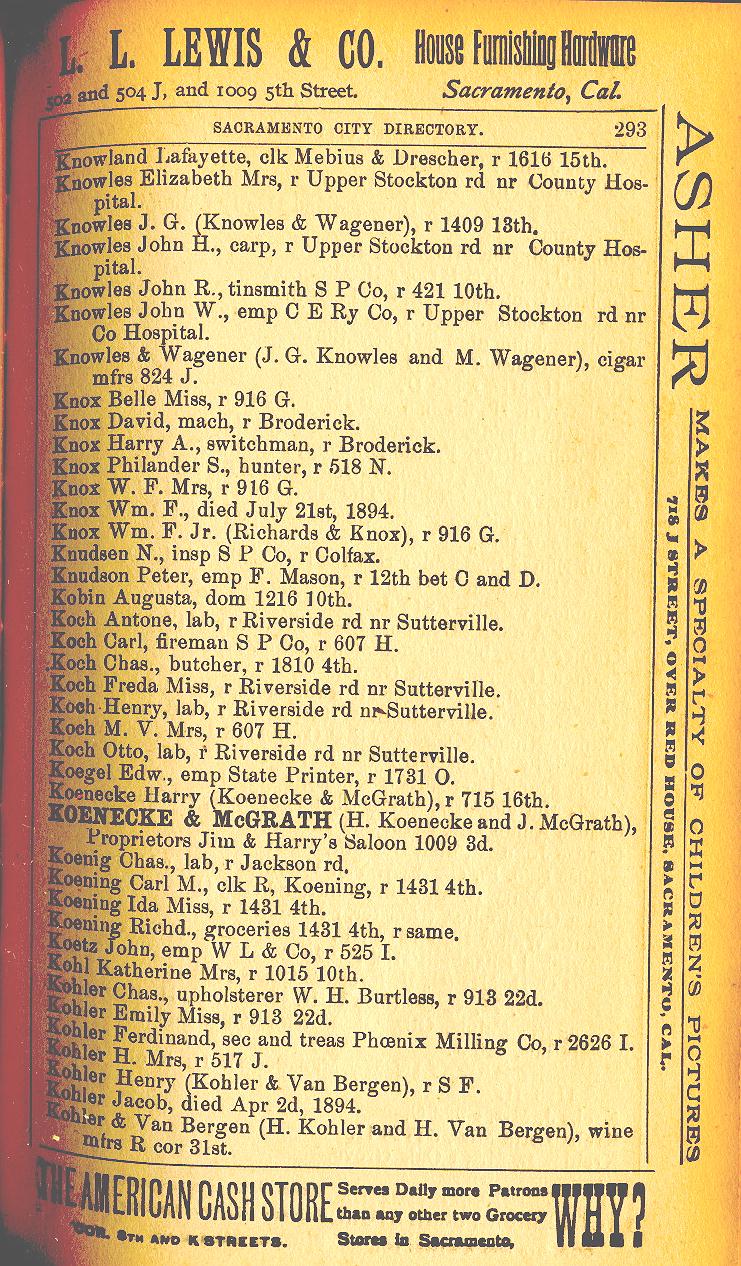 L. L. LEWIS & CO. House Furnishing Hardware
502 and 504 J, and 1009 5th Street. Sacramento, Cal.
SACRAMENTO CITY DIRECTORY. 293
Knowland Lafayette, clk Mebius & Drescher, r 1616 15th.
Knowles Elizabeth Mrs, r Upper Stockton rd nr County Hos-
pital.
Knowles J. G. (Knowles & Wagener), r 1409 13th.
Knowles John H., carp, r Upper Stockton rd nr County Hos-
pital.
Knowles John R., tinsmith S P Co, r 421 10th.
Knowles John W., emp C E Ry Co, r Upper Stockton rd nr
Co Hospital.
Knowles & Wagener (J. G. Knowles and M. Wagener), cigar
mfrs 824 J.
Knox Belle Miss, r 916 G.
Knox David, mach, r Broderick.
Knox Harry A., switchman, r Broderick.
Knox Philander S., hunter, r 518 N.
Knox W. F. Mrs, r 916 G.
Knox Wm. F., died July 21st, 1894.
Knox Wm. F. Jr. (Richards & Knox), r 916 G.
Knudsen N., insp S P Co, r Colfax.
Knudson Peter, emp F. Mason, r 12th bet C and D.
Kobin Augusta, dom 1216 10th.
Koch Antone, lab, r Riverside rd nr Sutterville.
Koch Carl, fireman S P Co, r 607 H.
Koch Chas., butcher, r 1810 4th.
Koch Freda Miss, r Riverside rd nr Sutterville.
Koch Henry, lab, r Riverside rd nr Sutterville.
Koch M. V. Mrs, r 607 H.
Koch Otto, lab, r Riverside rd nr Sutterville.
Koegel Edw., emp State Printer, r 1731 O.
Koenecke Harry (Koenecke & McGrath), r 715 16th.
KOENECKE & McGRATH (H. Koenecke and J. McGrath),
Proprietors Jim & Harry's Saloon 1009 3d.
Koenig Chas., lab, r Jackson rd.
Koening Carl M., clk R, Koening, r 1431 4th.
Koening Ida Miss, r 1431 4th.
Koening Richd., groceries 1431 4th, r same.
Koetz John, emp W L & Co, r 525 I.
Kohl Katherine Mrs, r 1015 10th.
Kohler Chas., upholsterer W. H. Burtless, r 913 22d.
Kohler Emily Miss, r 913 22d.
Kohler Ferdinand, sec and treas Phœnix Milling Co, r 2626 I.
Kohler H. Mrs, r 517 J.
Kohler Henry (Kohler & Van Bergen), r S F.
Kohler Jacob, died Apr 2d, 1894.
Kohler & Van Bergen (H. Kohler and H. Van Bergen), wine
mfrs R cor 31st.
ASHER MAKES A SPECIALTY OF CHILDREN'S PICTURES
718 J STREET, OVER RED HOUSE, SACRAMENTO, CAL.
THE AMERICAN CASH STORE
COR. 8TH AND K STREETS.
Serves Daily more Patrons
than any other two Grocery
Stores in Sacramento,
WHY?